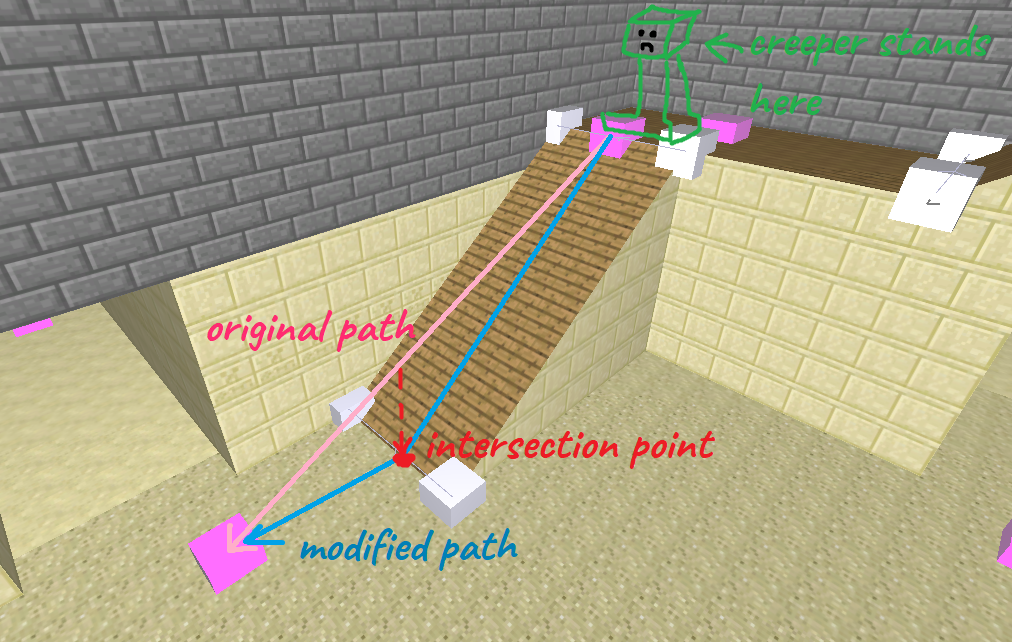 creeper stands
here
original path
intersection point
modified path